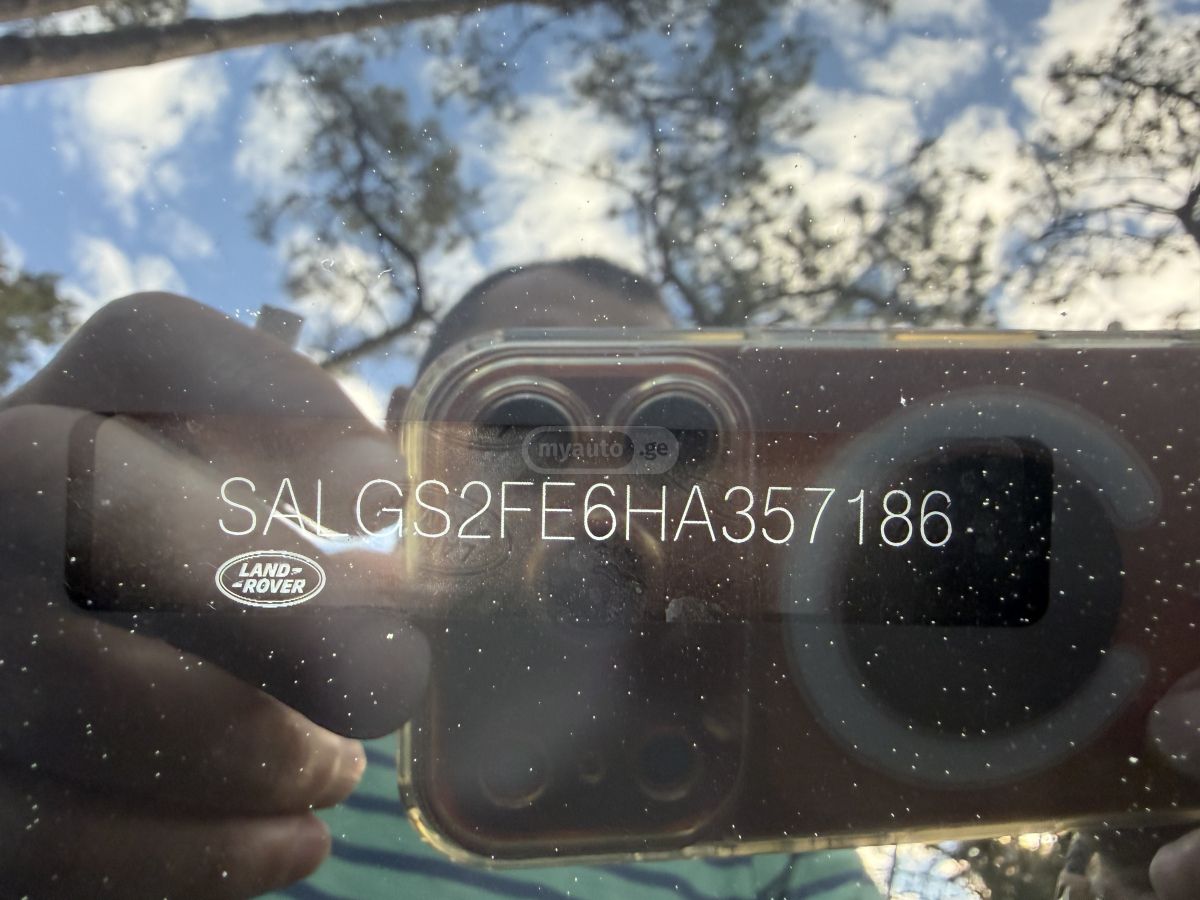 myauto.ge
SALGS2FE6HA357186
LAND-
-ROVER